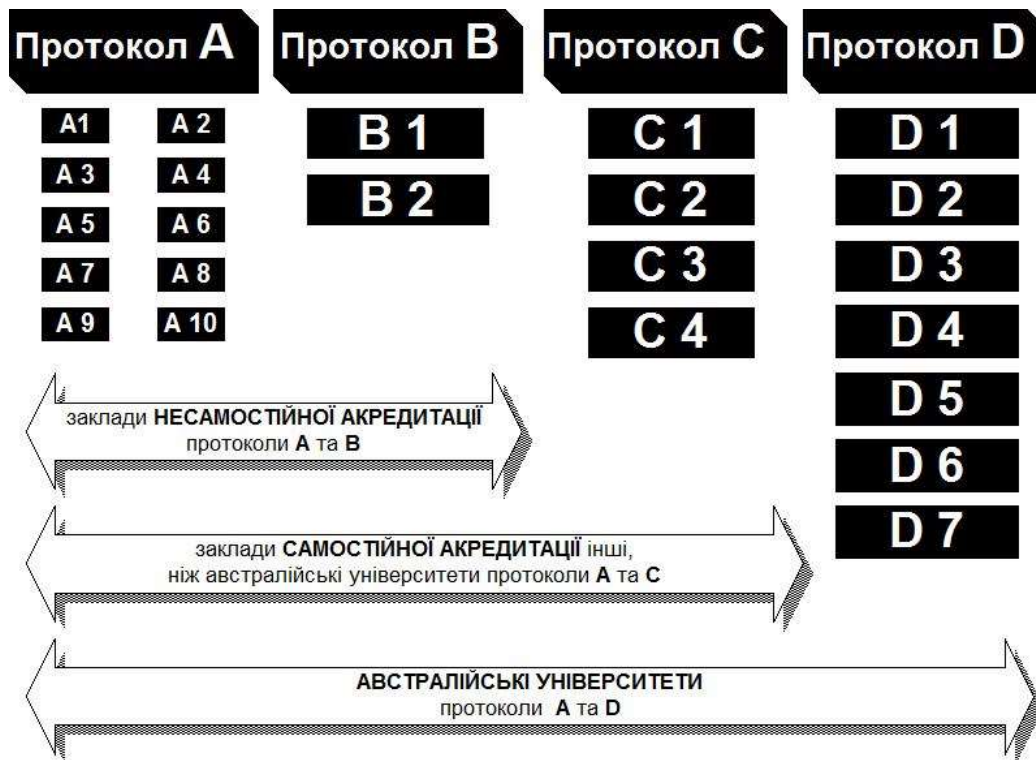 Протокол A Протокол B Протокол C Протокол D
A1 A 2 B 1 C 1 D 1
A 3 A 4 B 2 C 2 D 2
A 5 A 6 C 3 D 3
A 7 A 8 C 4 D 4
A 9 A 10 D 5
D 6
D 7
заклади НЕСАМОСТІЙНОЇ АКРЕДИТАЦІЇ
протоколи A та B
заклади САМОСТІЙНОЇ АКРЕДИТАЦІЇ інші,
ніж австралійські університети протоколи A та C
АВСТРАЛІЙСЬКІ УНІВЕРСИТЕТИ
протоколи A та D